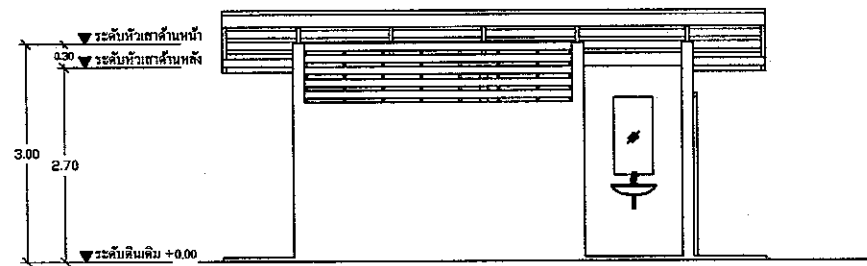 ระดับหัวเสาด้านหน้า
0.30
ระดับหัวเสาด้านหลัง
3.00
2.70
ระดับดินเดิม +0.00